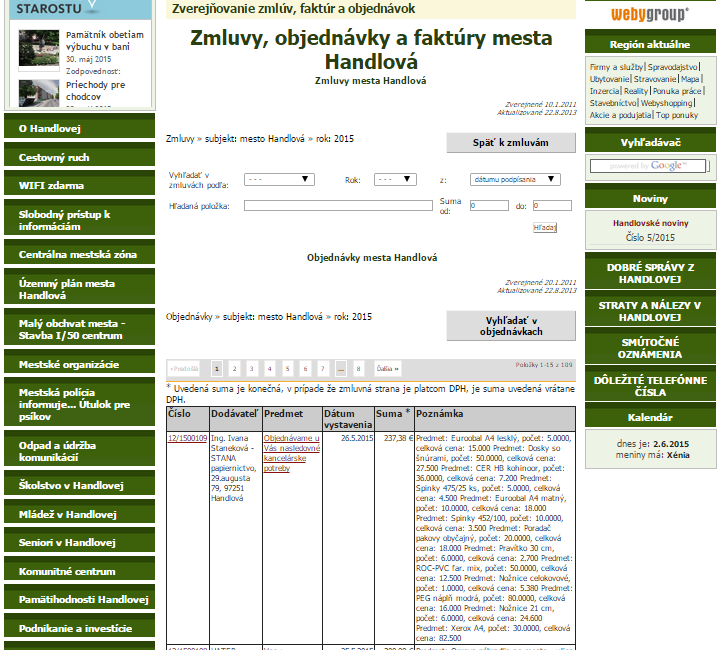 STAROSTU
Pamätník obetiam
výbuchu v bani
30. máj 2015
Zodpovednosť:
Priechody pre
chodcov
O Handlovej
Cestovný ruch
WIFI zdarma
Slobodný prístup k
informáciám
Centrálna mestská zóna
Územný plán mesta
Handlová
Malý obchvat mesta -
Stavba I/50 centrum
Mestské organizácie
Mestská polícia
informuje... Útulok pre
psíkov
Odpad a údržba
komunikácií
Školstvo v Handlovej
Mládež v Handlovej
Seniori v Handlovej
Komunitné centrum
Pamätihodnosti Handlovej
Podnikanie a investície
Zverejňovanie zmlúv, faktúr a objednávok
Zmluvy, objednávky a faktúry mesta
Handlová
Zmluvy mesta Handlová
Zverejnené 10.1.2011
Aktualizované 22.8.2013
Zmluvy » subjekt: mesto Handlová » rok: 2015
Späť k zmluvám
Vyhľadať v
zmluvách podľa:
- - -
Rok:
- - -
z:
dátumu podpísania
Hľadaná položka:
Suma
od:
0
do:
0
Hľadaj
Objednávky mesta Handlová
Zverejnené 20.1.2011
Aktualizované 22.8.2013
Objednávky » subjekt: mesto Handlová » rok: 2015
Vyhľadať v
objednávkach
1 2 3 4 5 6 7 ... 8 Ďalšia »
Položky 1-15 z 109
* Uvedená suma je konečná, v prípade že zmluvná strana je platcom DPH, je suma uvedená vrátane
DPH.
Číslo Dodávateľ Predmet Dátum vystavenia Suma * Poznámka
12/1500109
Ing. Ivana
Staneková -
STANA
papiernictvo,
29.augusta
79, 97251
Handlová
Objednávame u
Vás nasledovné
kancelárske
potreby
26.5.2015
237,38 €
Predmet: Euroobal A4 lesklý, počet: 5.0000,
celková cena: 15.000 Predmet: Dosky so
šnúrami, počet: 50.0000, celková cena:
27.500 Predmet: CER HB kohinoor, počet:
36.0000, celková cena: 7.200 Predmet:
Spinky 475/25 ks, počet: 5.0000, celková
cena: 4.500 Predmet: Euroobal A4 matný,
počet: 10.0000, celková cena: 18.000
Predmet: Spinky 452/100, počet: 10.0000,
celková cena: 3.500 Predmet: Poradač
pakový obyčajný, počet: 20.0000, celková
cena: 18.000 Predmet: Pravítko 30 cm,
počet: 6.0000, celková cena: 2.700 Predmet:
ROC-PVC far. mix, počet: 50.0000, celková
cena: 12.500 Predmet: Nožnice celokovové,
počet: 1.0000, celková cena: 5.380 Predmet:
PEG náplň modrá, počet: 80.0000, celková
cena: 16.000 Predmet: Nožnice 21 cm,
počet: 6.0000, celková cena: 24.600
Predmet: Xerox A4, počet: 30.0000, celková
cena: 82.500
webygroup
Región aktuálne
Firmy a služby| Spravodajstvo|
Ubytovanie| Stravovanie| Mapa|
Inzercia| Reality| Ponuka práce|
Stavebníctvo| Webyshopping|
Akcie a podujatia| Top ponuky
Vyhľadávač
powered by Google™
Noviny
Handlovské noviny
Číslo 5/2015
DOBRÉ SPRÁVY Z
HANDLOVEJ
STRATY A NÁLEZY V
HANDLOVEJ
SMÚTOČNÉ
OZNÁMENIA
DÔLEŽITÉ TELEFÓNNE
ČÍSLA
Kalendár
dnes je: 2.6.2015
meniny má: Xénia